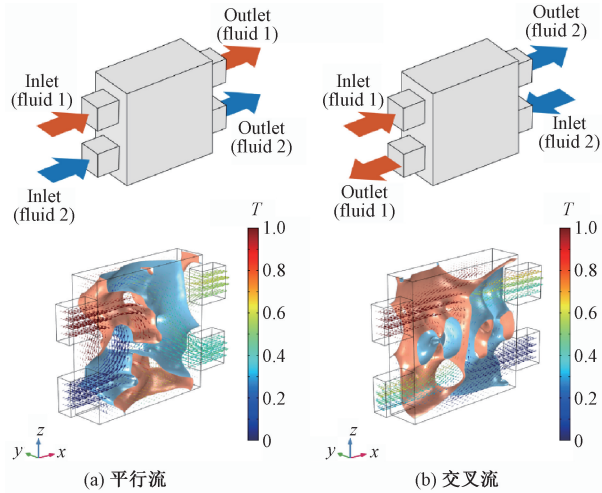 Outlet
(fluid 1)
Inlet
(fluid 1)
Outlet
(fluid 2)
Inlet
(fluid 2)
Outlet
(fluid 2)
Inlet
(fluid 1)
Inlet
(fluid 2)
Outlet
(fluid 1)
T
1.0
0.8
0.6
0.4
0.2
0
z
y
x
(a) 平行流
T
1.0
0.8
0.6
0.4
0.2
0
z
y
x
(b) 交叉流